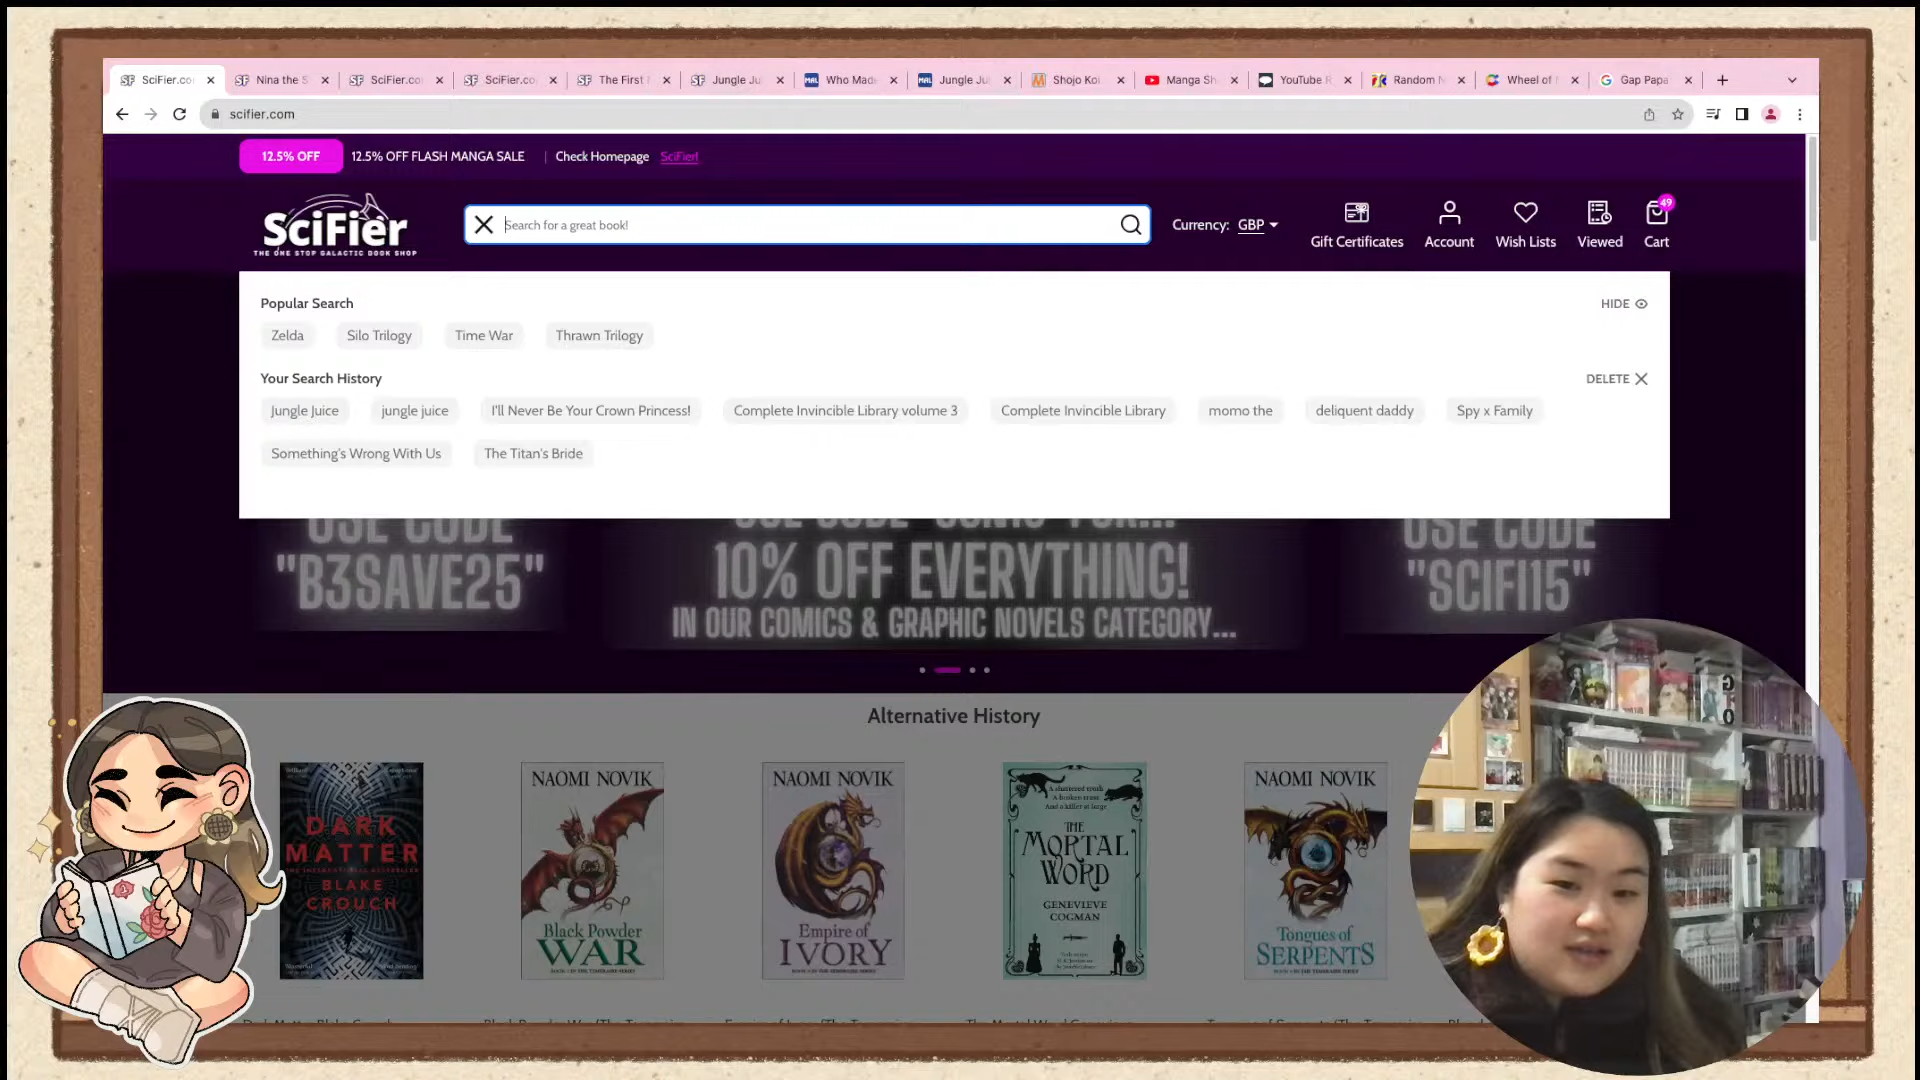 SciFier.co
Nina the S
SciFier.co
SciFier.co
The First
Jungle Ju
Who Mad
Jungle Ju
Shojo Ko
Manga Sh
YouTube R
Random N
Wheel of
Gap Papa
scifier.com
12.5% OFF
12.5% OFF FLASH MANGA SALE
Check Homepage
SciFier!
SciFier
THE ONE STOP GALACTIC BOOK SHOP
Search for a great book!
Currency: GBP
Gift Certificates
Account
Wish Lists
Viewed
49
Cart
Popular Search
HIDE
Zelda
Silo Trilogy
Time War
Thrawn Trilogy
Your Search History
DELETE
Jungle Juice
jungle juice
I'll Never Be Your Crown Princess!
Complete Invincible Library volume 3
Complete Invincible Library
momo the
deliquent daddy
Spy x Family
Something's Wrong With Us
The Titan's Bride
USE CODE
"B3SAVE25"
10% OFF EVERYTHING!
IN OUR COMICS & GRAPHIC NOVELS CATEGORY...
USE CODE
"SCIFI15"
Alternative History
DARK
MATTER
BLAKE
CROUCH
NAOMI NOVIK
Black Powder
WAR
NAOMI NOVIK
Empire of
IVORY
THE
MORTAL
WORD
GENEVIEVE
COGMAN
NAOMI NOVIK
Tongues of
SERPENTS